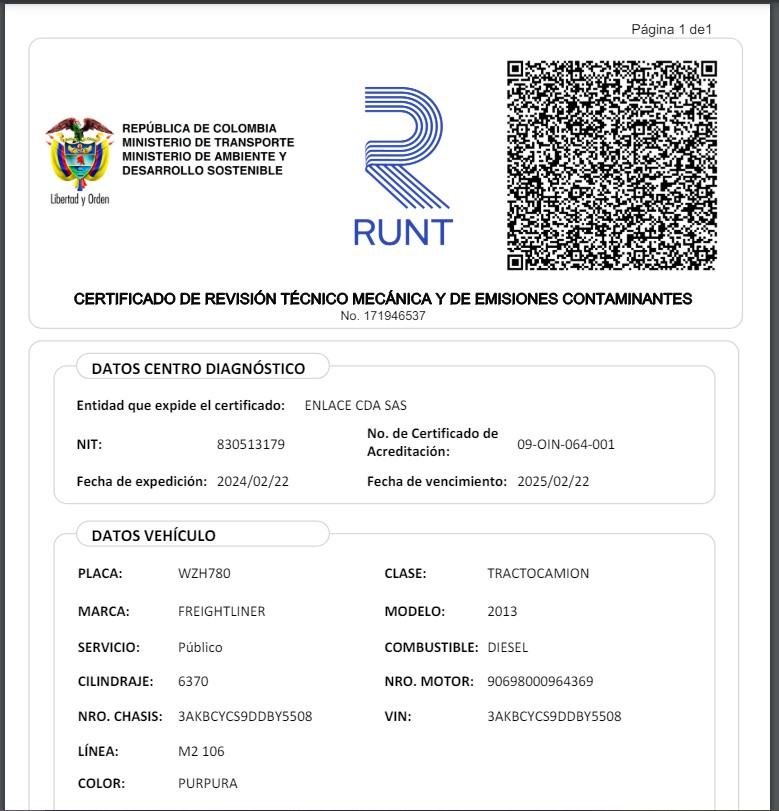 Página 1 de1
REPÚBLICA DE COLOMBIA
MINISTERIO DE TRANSPORTE
MINISTERIO DE AMBIENTE Y
DESARROLLO SOSTENIBLE
Libertad y Orden
RUNT
CERTIFICADO DE REVISIÓN TÉCNICO MECÁNICA Y DE EMISIONES CONTAMINANTES
No. 171946537
DATOS CENTRO DIAGNÓSTICO
Entidad que expide el certificado: ENLACE CDA SAS
NIT: 830513179 No. de Certificado de Acreditación: 09-OIN-064-001
Fecha de expedición: 2024/02/22 Fecha de vencimiento: 2025/02/22
DATOS VEHÍCULO
PLACA: WZH780 CLASE: TRACTOCAMION
MARCA: FREIGHTLINER MODELO: 2013
SERVICIO: Público COMBUSTIBLE: DIESEL
CILINDRAJE: 6370 NRO. MOTOR: 90698000964369
NRO. CHASIS: 3AKBCYCS9DDBY5508 VIN: 3AKBCYCS9DDBY5508
LÍNEA: M2 106
COLOR: PURPURA